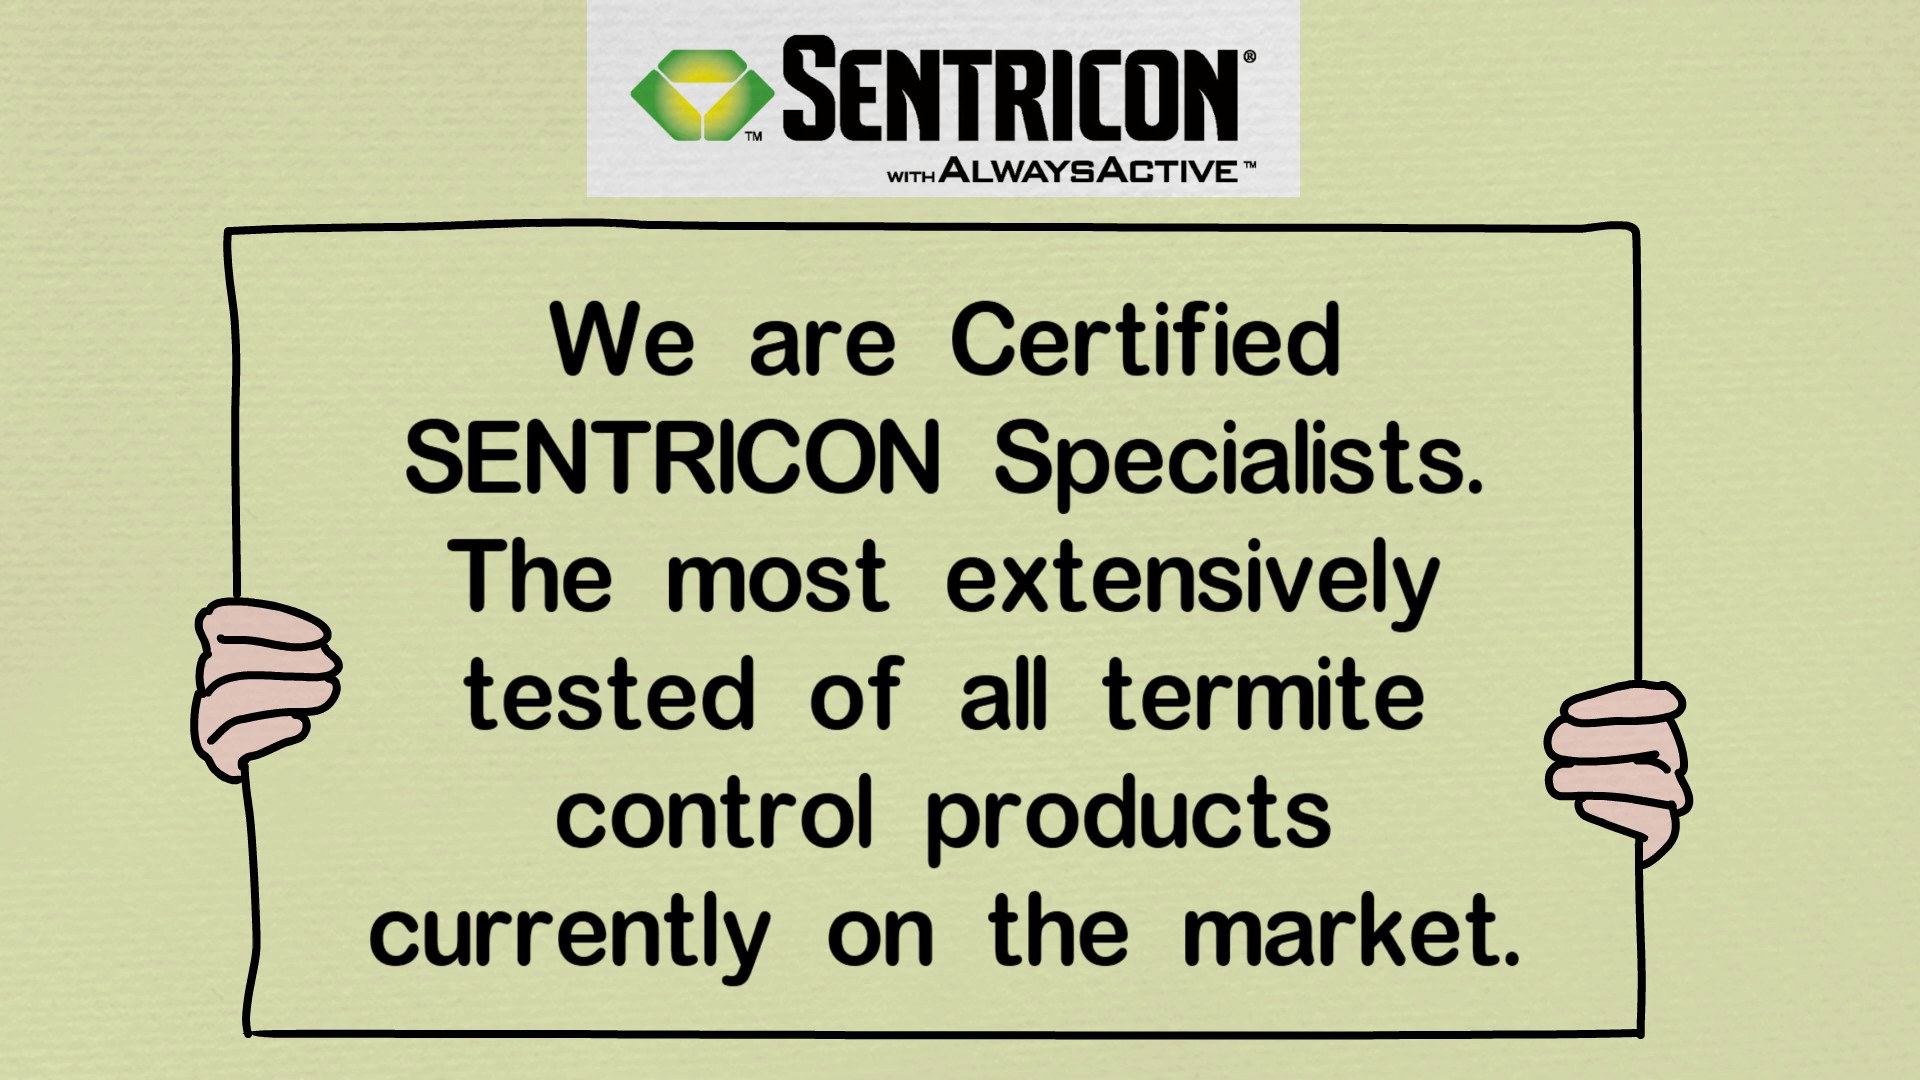 SENTRICON®
™
WITH ALWAYSACTIVE™
We are Certified
SENTRICON Specialists.
The most extensively
tested of all termite
control products
currently on the market.